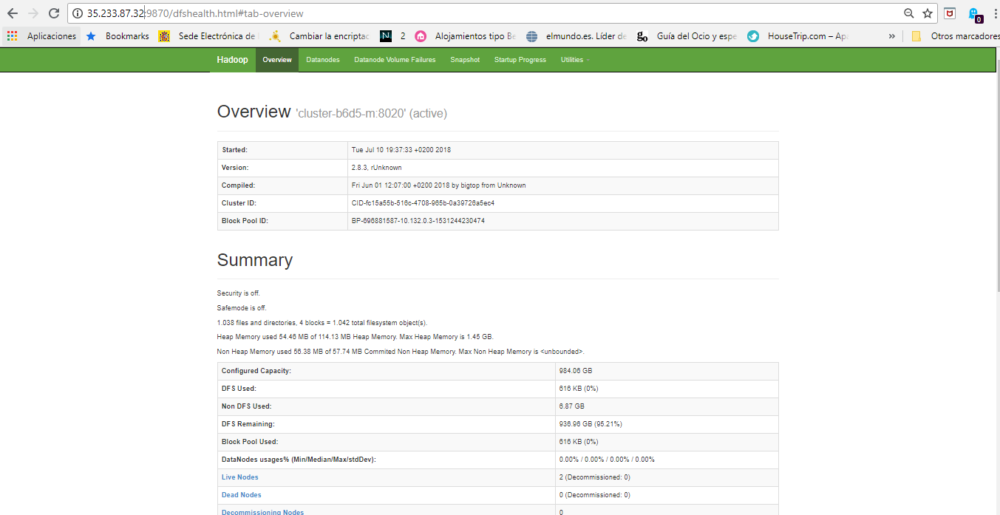 35.233.87.32:9870/dfshealth.html#tab-overview
Aplicaciones Bookmarks Sede Electrónica de Cambiar la encriptac N 2 Alojamientos tipo Be elmundo.es. Líder de go Guía del Ocio y espe HouseTrip.com – Apa » Otros marcadores
0
Hadoop Overview Datanodes Datanode Volume Failures Snapshot Startup Progress Utilities
Overview 'cluster-b6d5-m:8020' (active)
Started: Tue Jul 10 19:37:33 +0200 2018
Version: 2.8.3, rUnknown
Compiled: Fri Jun 01 12:07:00 +0200 2018 by bigtop from Unknown
Cluster ID: CID-fc15a55b-516c-4708-965b-0a39726a5ec4
Block Pool ID: BP-696881587-10.132.0.3-1531244230474
Summary
Security is off.
Safemode is off.
1.038 files and directories, 4 blocks = 1.042 total filesystem object(s).
Heap Memory used 54.46 MB of 114.13 MB Heap Memory. Max Heap Memory is 1.45 GB.
Non Heap Memory used 56.38 MB of 57.74 MB Commited Non Heap Memory. Max Non Heap Memory is <unbounded>.
Configured Capacity: 984.06 GB
DFS Used: 616 KB (0%)
Non DFS Used: 6.87 GB
DFS Remaining: 936.96 GB (95.21%)
Block Pool Used: 616 KB (0%)
DataNodes usages% (Min/Median/Max/stdDev): 0.00% / 0.00% / 0.00% / 0.00%
Live Nodes 2 (Decommissioned: 0)
Dead Nodes 0 (Decommissioned: 0)
Decommissioning Nodes 0